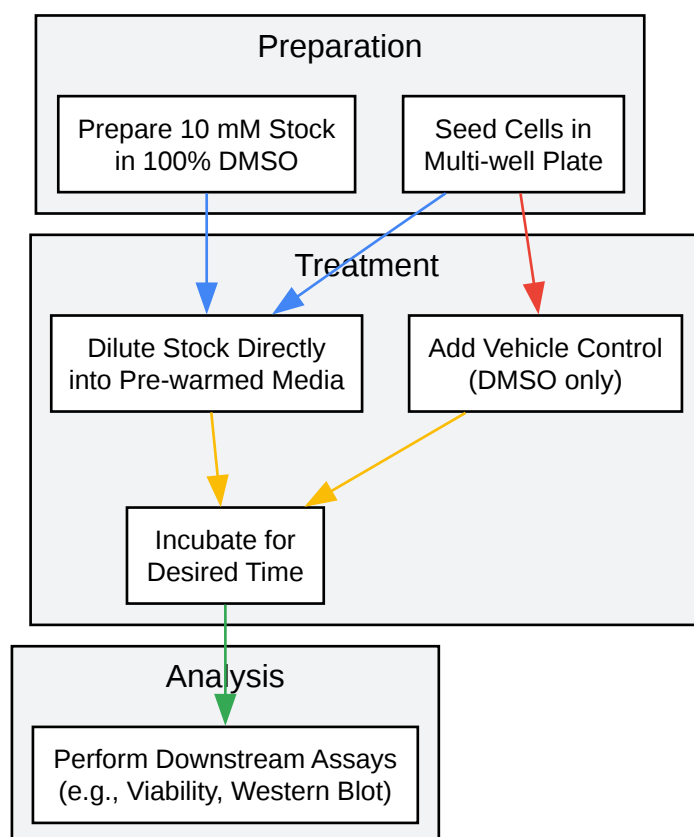 Preparation
Prepare 10 mM Stock
in 100% DMSO
Seed Cells in
Multi-well Plate
Treatment
Dilute Stock Directly
into Pre-warmed Media
Add Vehicle Control
(DMSO only)
Incubate for
Desired Time
Analysis
Perform Downstream Assays
(e.g., Viability, Western Blot)